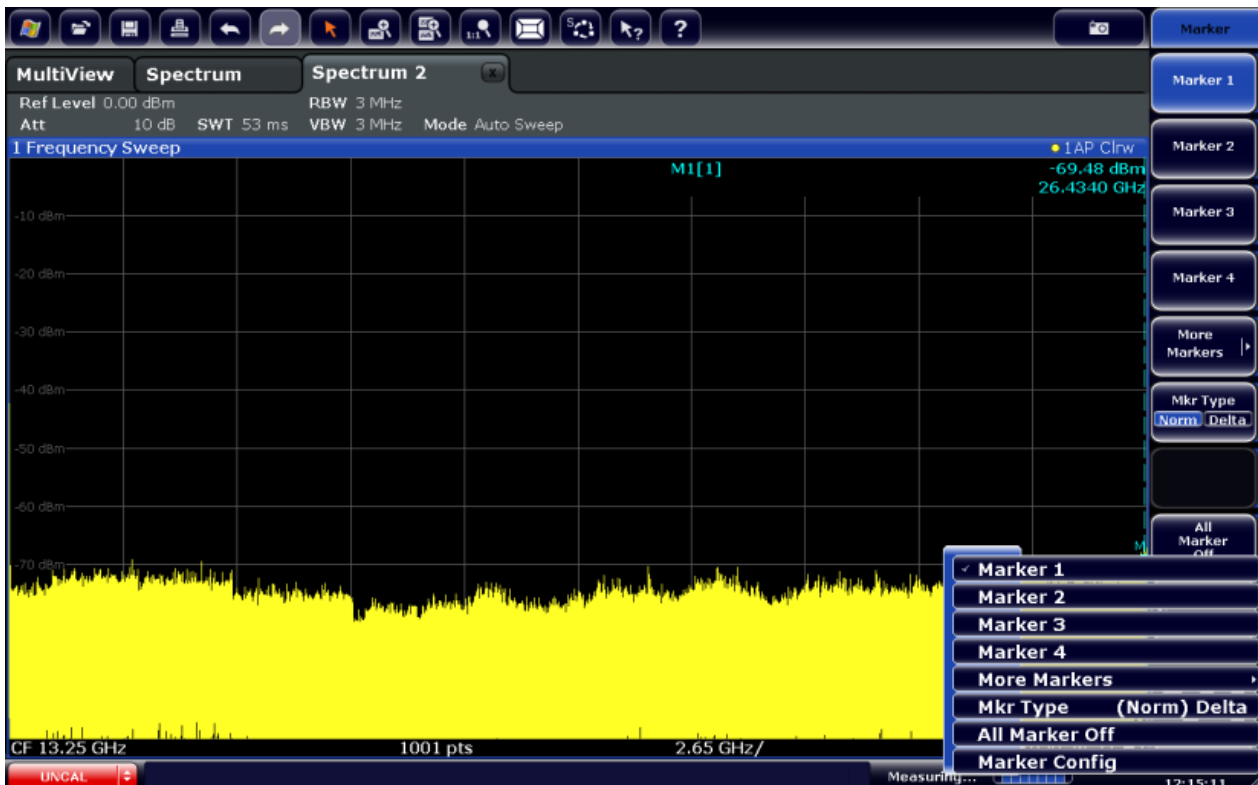 1:1 S ? ?
Marker
MultiView Spectrum Spectrum 2 x
Marker 1
Ref Level 0.00 dBm RBW 3 MHz
Att 10 dB SWT 53 ms VBW 3 MHz Mode Auto Sweep
1 Frequency Sweep 1AP Clrw
Marker 2
M1[1] -69.48 dBm
26.4340 GHz
Marker 3
-10 dBm
-20 dBm
Marker 4
-30 dBm
More
Markers
-40 dBm
Mkr Type
Norm Delta
-50 dBm
-60 dBm
All
Marker
Off
M
-70 dBm
Marker 1
Marker 2
Marker 3
Marker 4
More Markers
Mkr Type (Norm) Delta
All Marker Off
Marker Config
CF 13.25 GHz 1001 pts 2.65 GHz/
UNCAL Measuring... 12:15:11